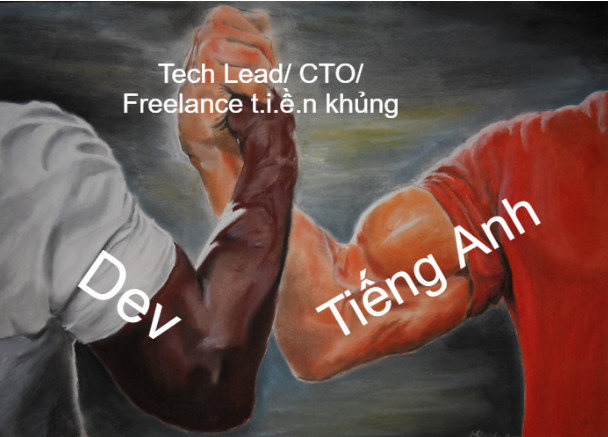 Tech Lead/ CTO/
Freelance t.i.ề.n khủng
Dev
Tiếng Anh